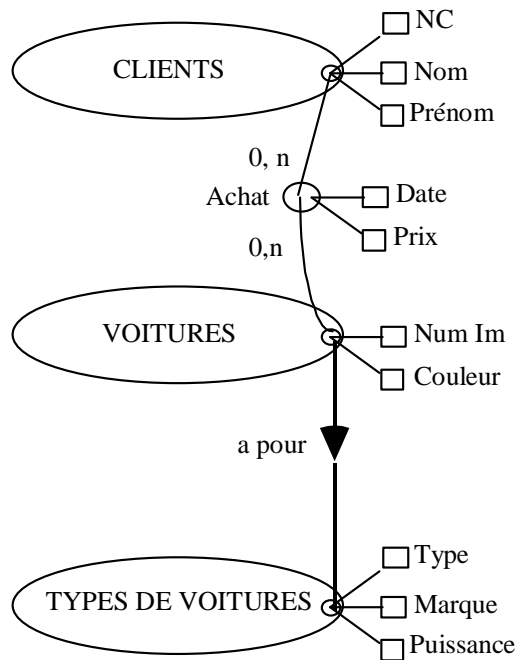 NC
CLIENTS
Nom
Prénom
0, n
Achat
Date
Prix
0,n
VOITURES
Num Im
Couleur
a pour
Type
TYPES DE VOITURES
Marque
Puissance